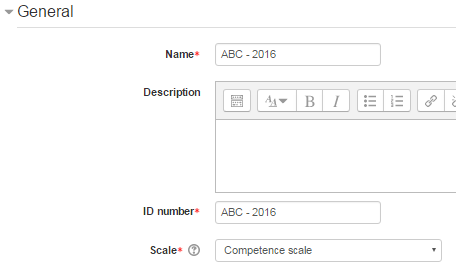 General
Name*
ABC - 2016
Description
B I
ID number*
ABC - 2016
Scale*
Competence scale